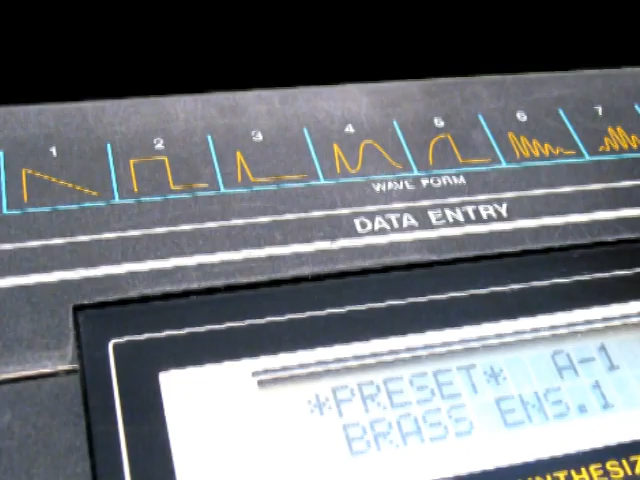 1 2 3 4 5 6 7
WAVE FORM
DATA ENTRY
*PRESET* A-1
BRASS ENS.1